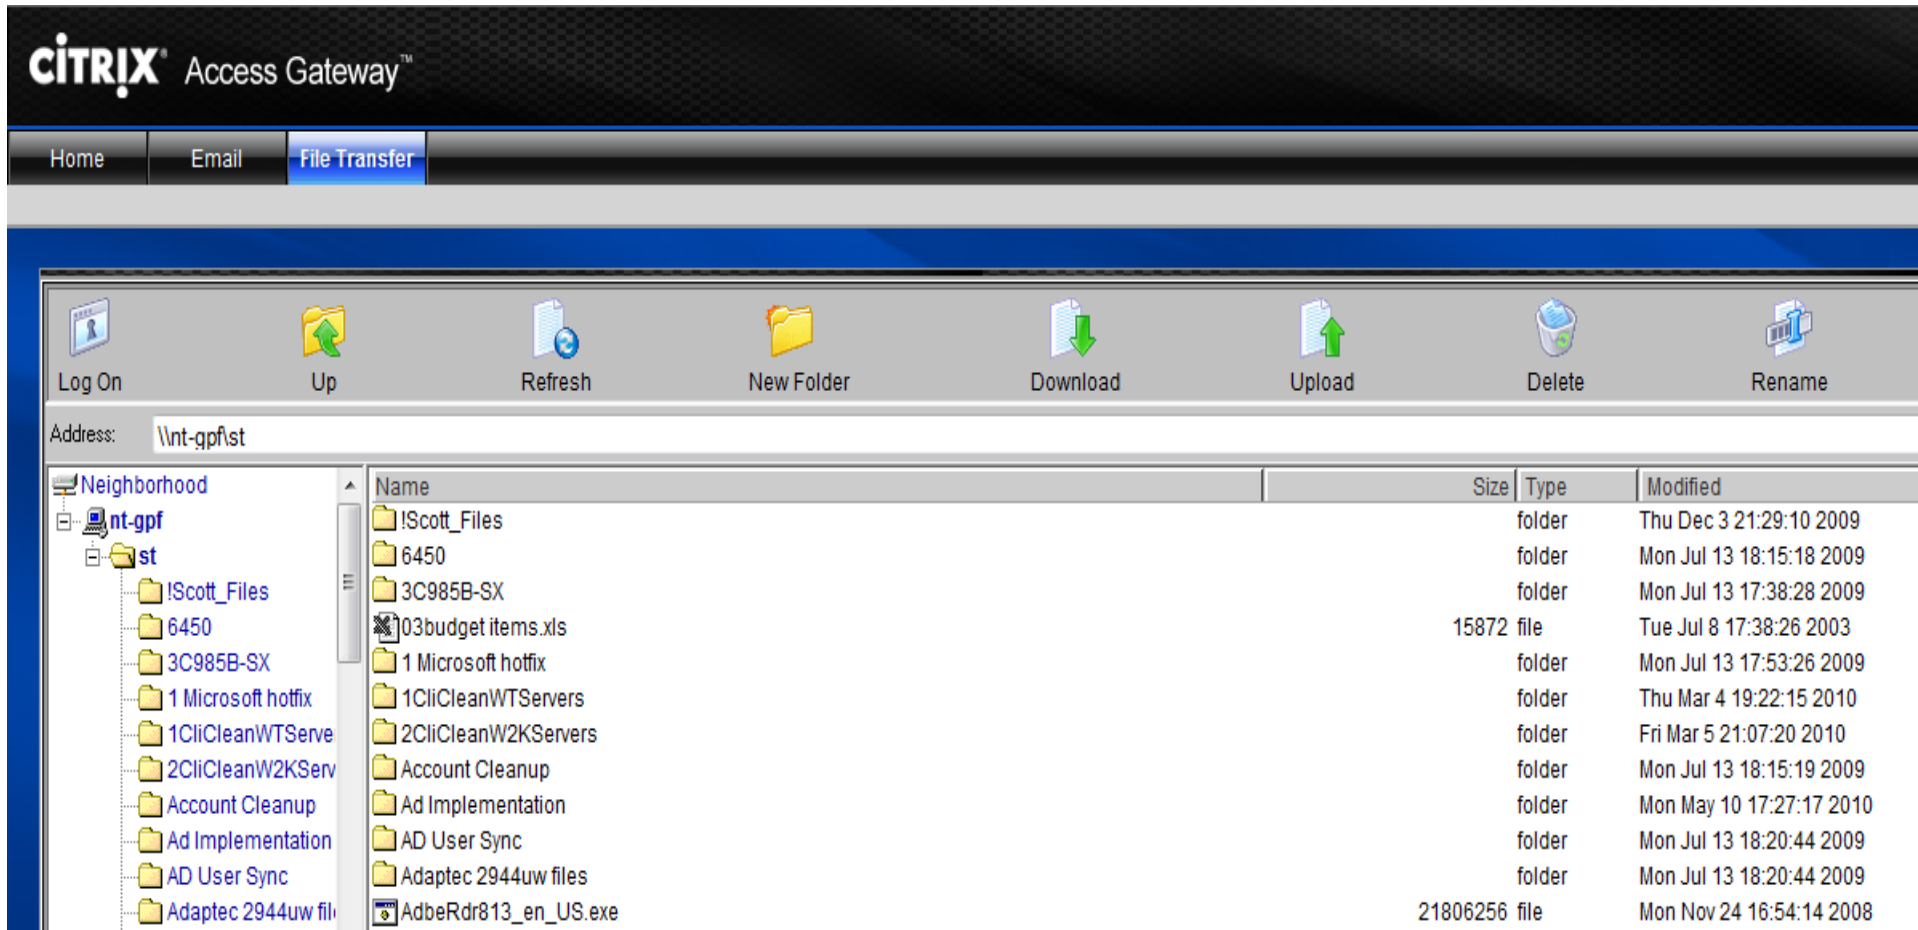 CİTRIX® Access Gateway™
Home Email File Transfer
Log On Up Refresh New Folder Download Upload Delete Rename
Address: \\nt-gpf\st
Neighborhood
nt-gpf
st
!Scott_Files
6450
3C985B-SX
1 Microsoft hotfix
1CliCleanWTServe
2CliCleanW2KServ
Account Cleanup
Ad Implementation
AD User Sync
Adaptec 2944uw fil
Name Size Type Modified
!Scott_Files folder Thu Dec 3 21:29:10 2009
6450 folder Mon Jul 13 18:15:18 2009
3C985B-SX folder Mon Jul 13 17:38:28 2009
03budget items.xls 15872 file Tue Jul 8 17:38:26 2003
1 Microsoft hotfix folder Mon Jul 13 17:53:26 2009
1CliCleanWTServers folder Thu Mar 4 19:22:15 2010
2CliCleanW2KServers folder Fri Mar 5 21:07:20 2010
Account Cleanup folder Mon Jul 13 18:15:19 2009
Ad Implementation folder Mon May 10 17:27:17 2010
AD User Sync folder Mon Jul 13 18:20:44 2009
Adaptec 2944uw files folder Mon Jul 13 18:20:44 2009
AdbeRdr813_en_US.exe 21806256 file Mon Nov 24 16:54:14 2008